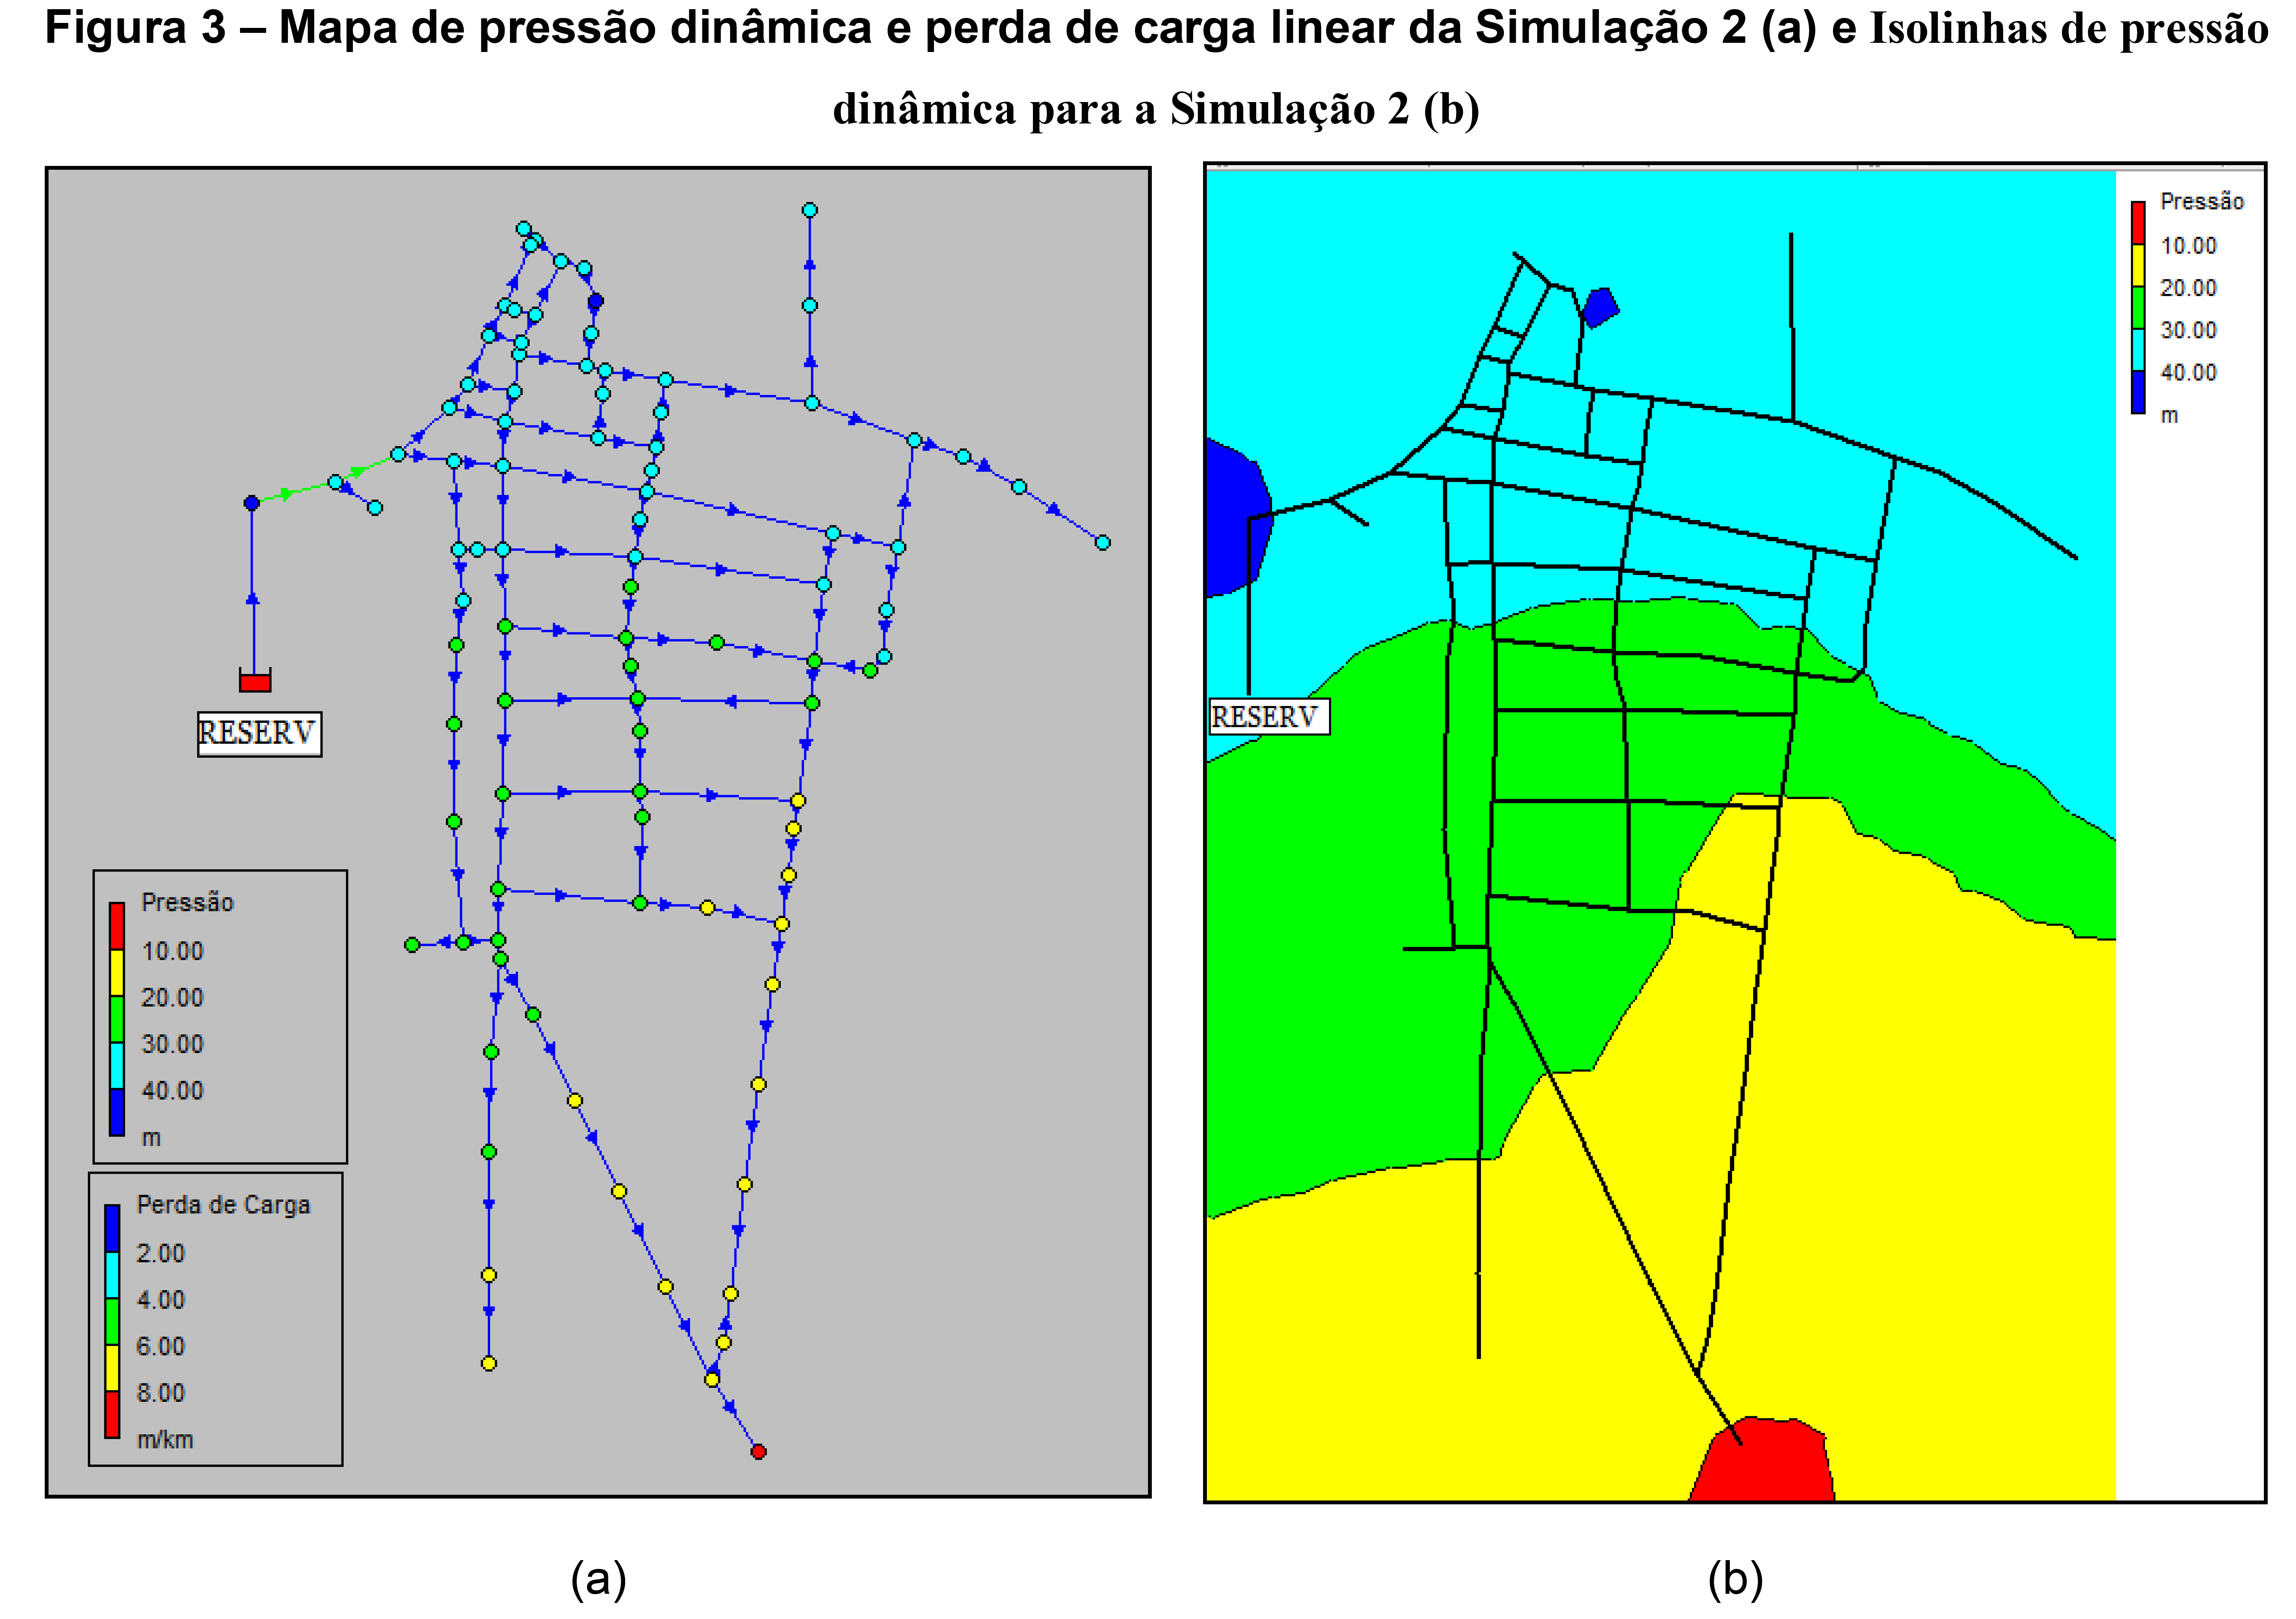 Figura 3 – Mapa de pressão dinâmica e perda de carga linear da Simulação 2 (a) e Isolinhas de pressão
dinâmica para a Simulação 2 (b)
RESERV
Pressão
10.00
20.00
30.00
40.00
m
Perda de Carga
2.00
4.00
6.00
8.00
m/km
Pressão
10.00
20.00
30.00
40.00
m
RESERV
(a)
(b)